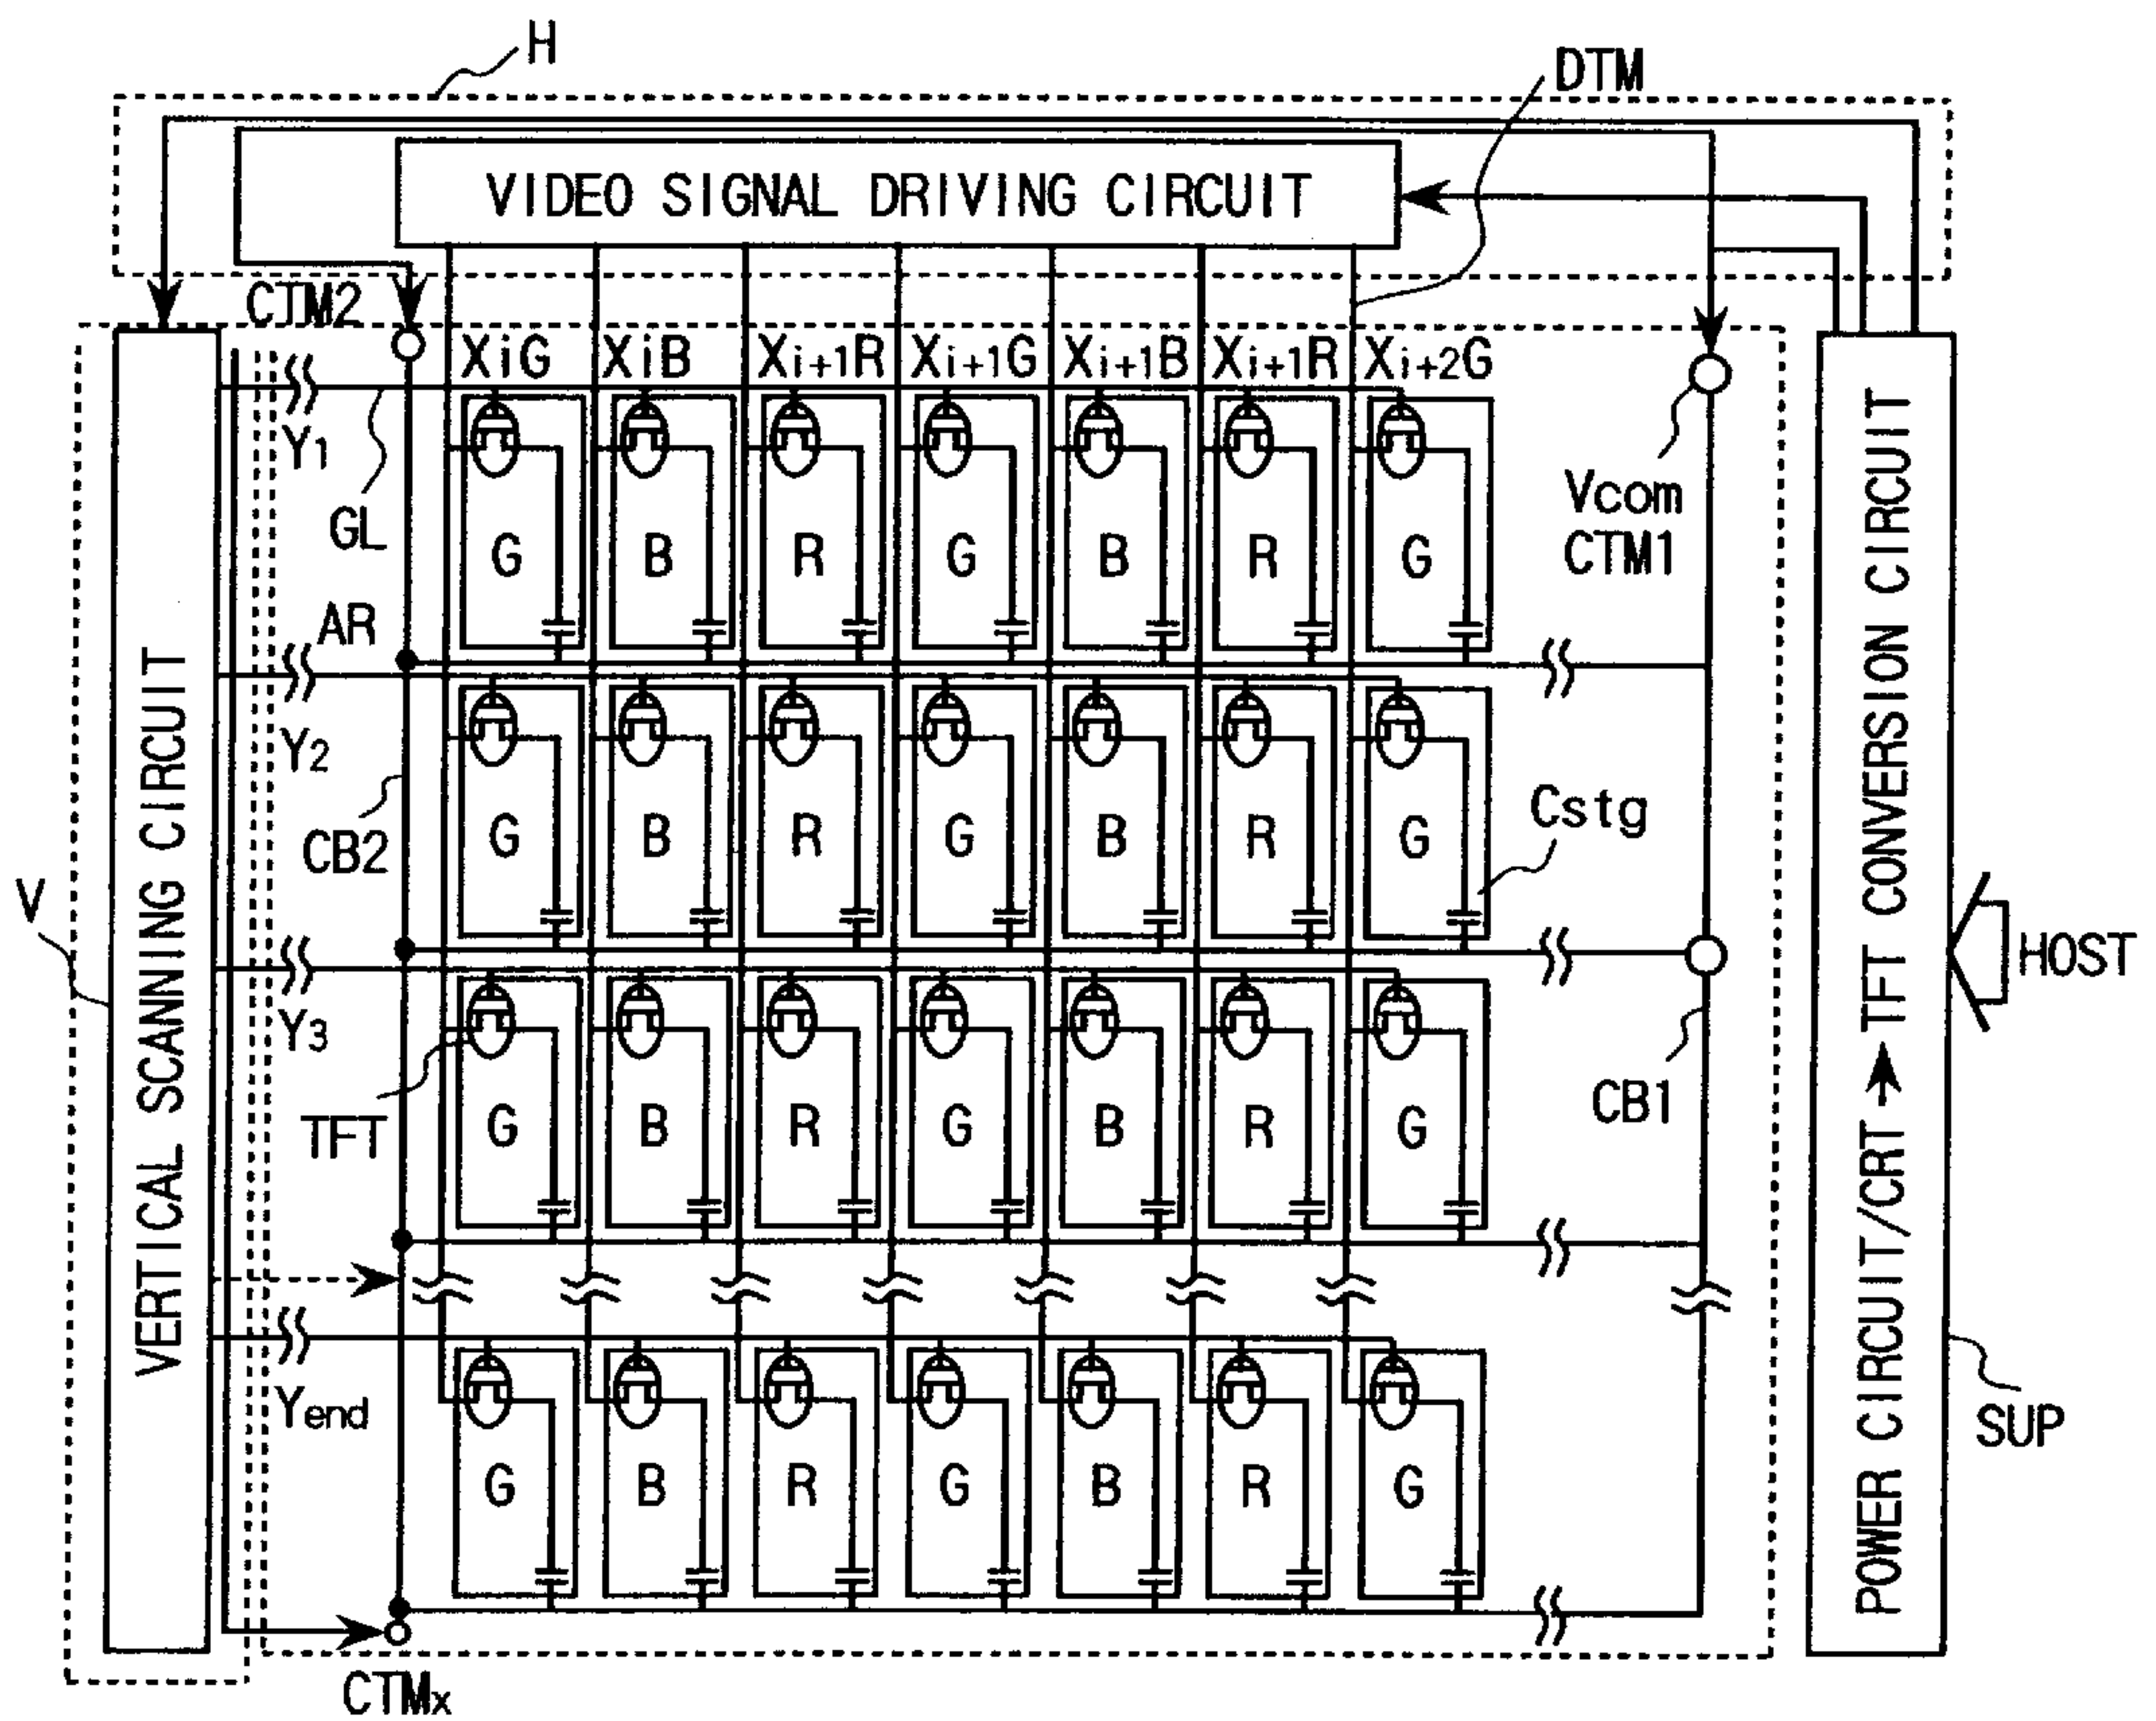 H
DTM
VIDEO SIGNAL DRIVING CIRCUIT
CTM2
XiG XiB Xi+1R Xi+1G Xi+1B Xi+1R Xi+2G
Y1
GL
G B R G B R G
Vcom
CTM1
AR
Y2
CB2
G B R G B R G
Cstg
V
VERTICAL SCANNING CIRCUIT
POWER CIRCUIT/CRT → TFT CONVERSION CIRCUIT
HOST
Y3
TFT
G B R G B R G
CB1
Yend
G B R G B R G
SUP
CTMx